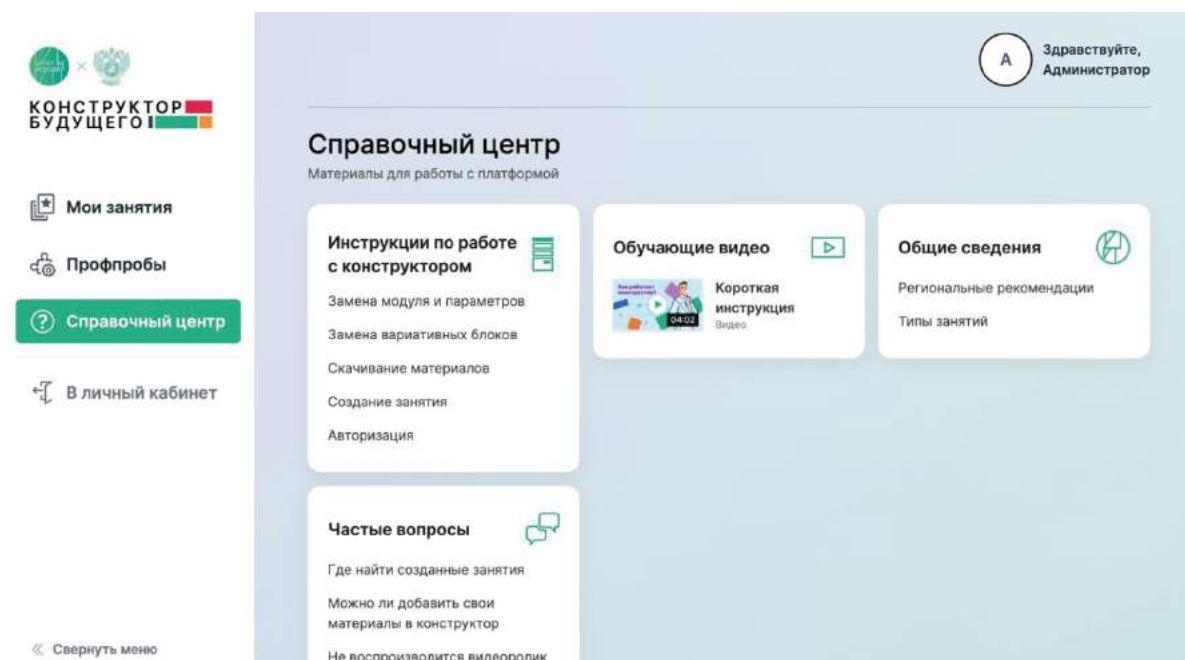 КОНСТРУКТОР
БУДУЩЕГО
Мои занятия
Профпробы
Справочный центр
В личный кабинет
Свернуть меню
А
Здравствуйте,
Администратор
Справочный центр
Материалы для работы с платформой
Инструкции по работе
с конструктором
Замена модуля и параметров
Замена вариативных блоков
Скачивание материалов
Создание занятия
Авторизация
Обучающие видео
04:02
Короткая
инструкция
Видео
Общие сведения
Региональные рекомендации
Типы занятий
Частые вопросы
Где найти созданные занятия
Можно ли добавить свои
материалы в конструктор
Не воспроизводится видеоролик